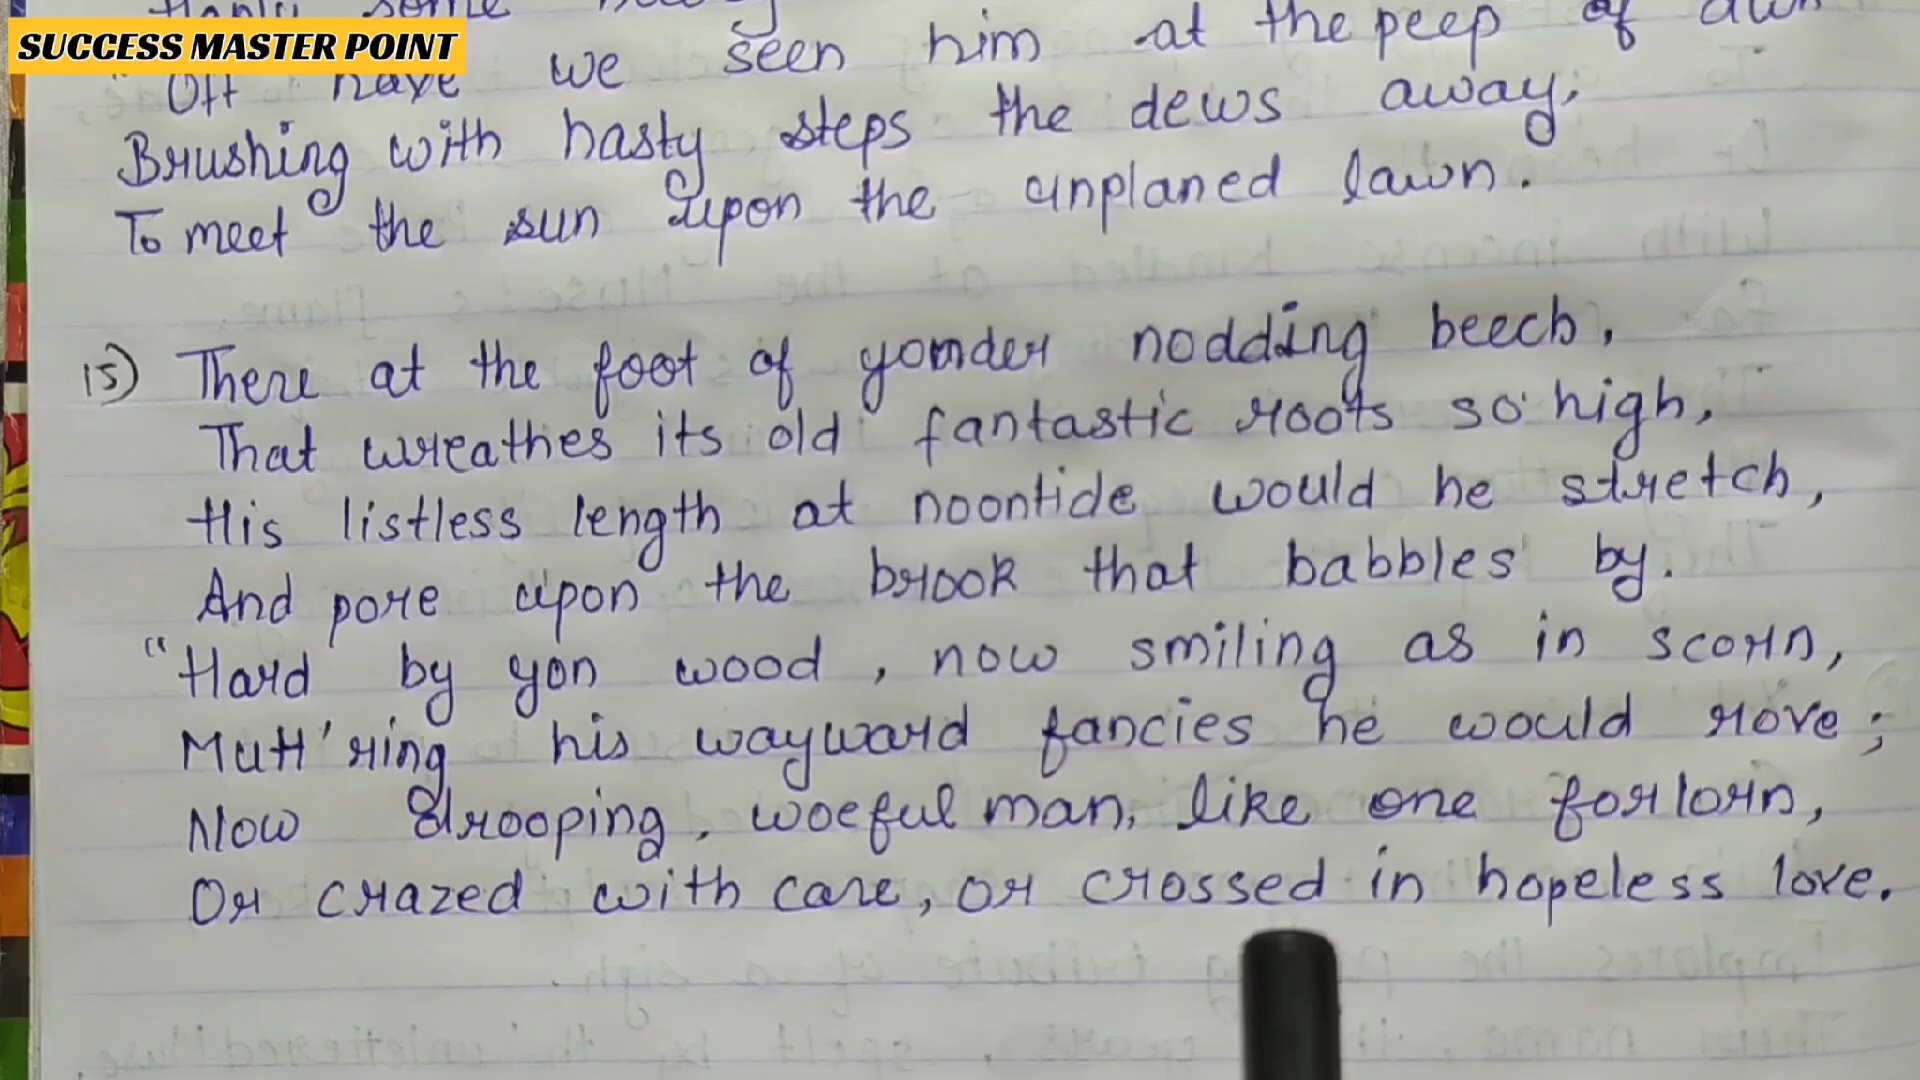 SUCCESS MASTER POINT
some
"Oft have we seen him at the peep of
Brushing with hasty steps the dews away,
To meet the sun upon the unplaned lawn.
15) There at the foot of yonder nodding beech,
That wreathes its old fantastic roots so high,
His listless length at noontide would he stretch,
And pore upon the brook that babbles by.
"Hard by yon wood, now smiling as in scorn,
Mutt'ring his wayward fancies he would rove;
Now drooping, woeful man, like one forlorn,
Or crazed with care, or crossed in hopeless love.